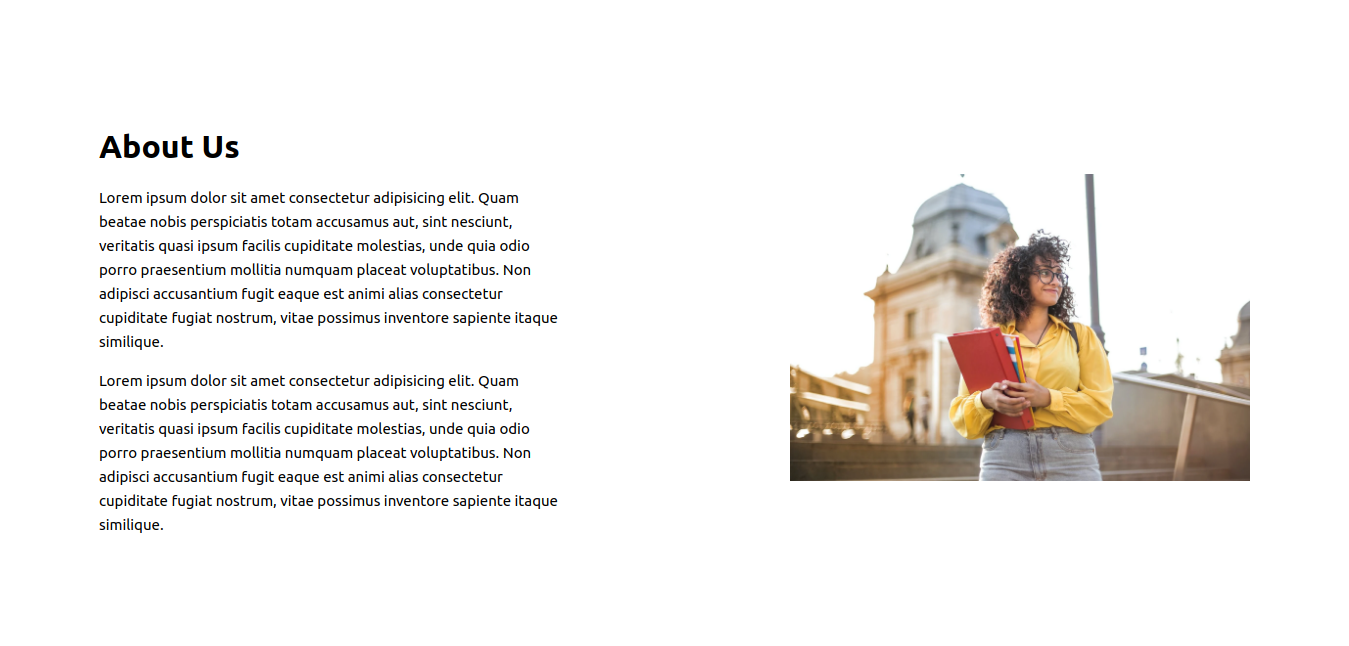 About Us
Lorem ipsum dolor sit amet consectetur adipisicing elit. Quam
beatae nobis perspiciatis totam accusamus aut, sint nesciunt,
veritatis quasi ipsum facilis cupiditate molestias, unde quia odio
porro praesentium mollitia numquam placeat voluptatibus. Non
adipisci accusantium fugit eaque est animi alias consectetur
cupiditate fugiat nostrum, vitae possimus inventore sapiente itaque
similique.
Lorem ipsum dolor sit amet consectetur adipisicing elit. Quam
beatae nobis perspiciatis totam accusamus aut, sint nesciunt,
veritatis quasi ipsum facilis cupiditate molestias, unde quia odio
porro praesentium mollitia numquam placeat voluptatibus. Non
adipisci accusantium fugit eaque est animi alias consectetur
cupiditate fugiat nostrum, vitae possimus inventore sapiente itaque
similique.